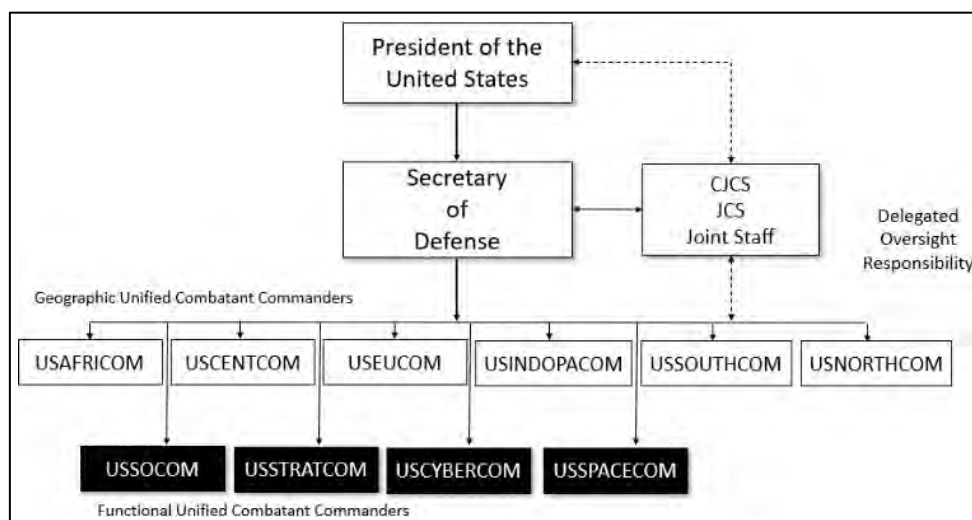 President of the
United States
Secretary
of
Defense
CJCS
JCS
Joint Staff
Delegated
Oversight
Responsibility
Geographic Unified Combatant Commanders
USAFRICOM
USCENTCOM
USEUCOM
USINDOPACOM
USSOUTHCOM
USNORTHCOM
USSOCOM
USSTRATCOM
USCYBERCOM
USSPACECOM
Functional Unified Combatant Commanders